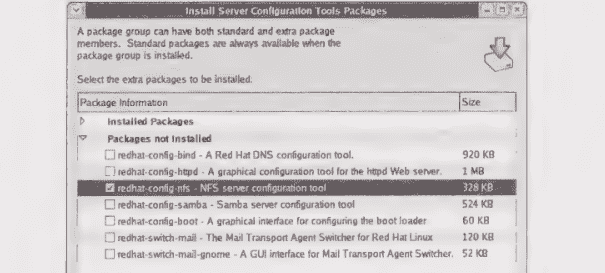 Install Server Configuration Tools Packages
A package group can have both standard and extra package
members. Standard packages are always available when the
package group is installed.
Select the extra packages to be installed.
Package Information Size
Installed Packages
Packages not Installed
redhat-config-bind - A Red Hat DNS configuration tool. 920 KB
redhat-config-httpd - A graphical configuration tool for the httpd Web server. 1 MB
redhat-config-nfs - NFS server configuration tool 328 KB
redhat-config-samba - Samba server configuration tool 524 KB
redhat-config-boot - A graphical interface for configuring the boot loader 60 KB
redhat-switch-mail - The Mail Transport Agent Switcher for Red Hat Linux 120 KB
redhat-switch-mail-gnome - A GUI interface for Mail Transport Agent Switcher. 52 KB